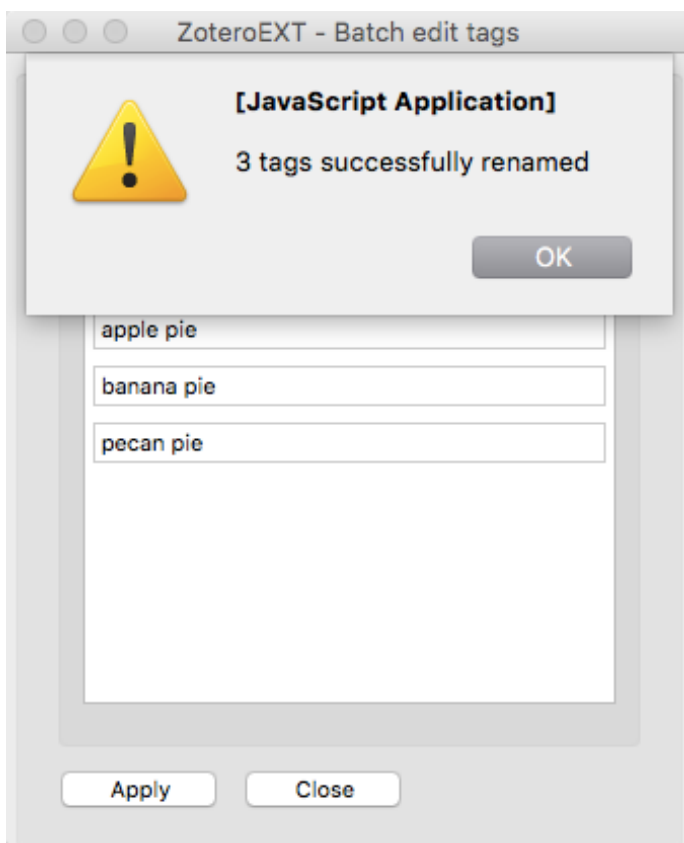 ZoteroEXT - Batch edit tags
[JavaScript Application]
3 tags successfully renamed
OK
apple pie
banana pie
pecan pie
Apply
Close